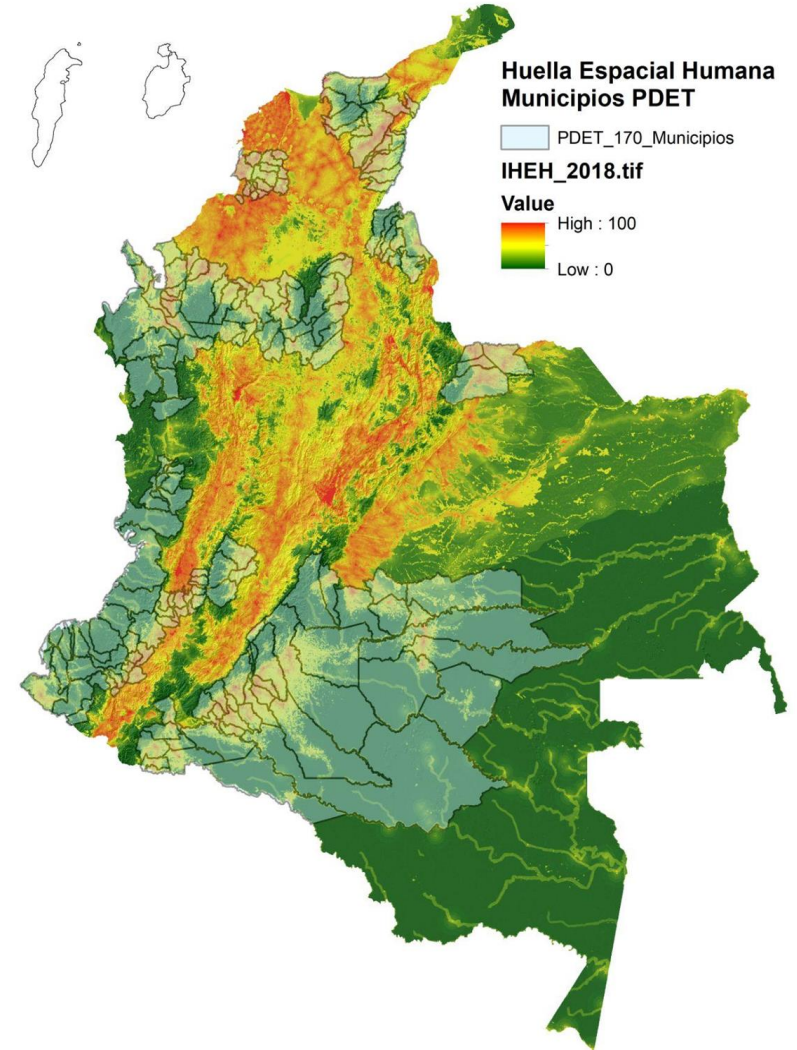 Huella Espacial Humana
Municipios PDET
PDET_170_Municipios
IHEH_2018.tif
Value
High : 100
Low : 0